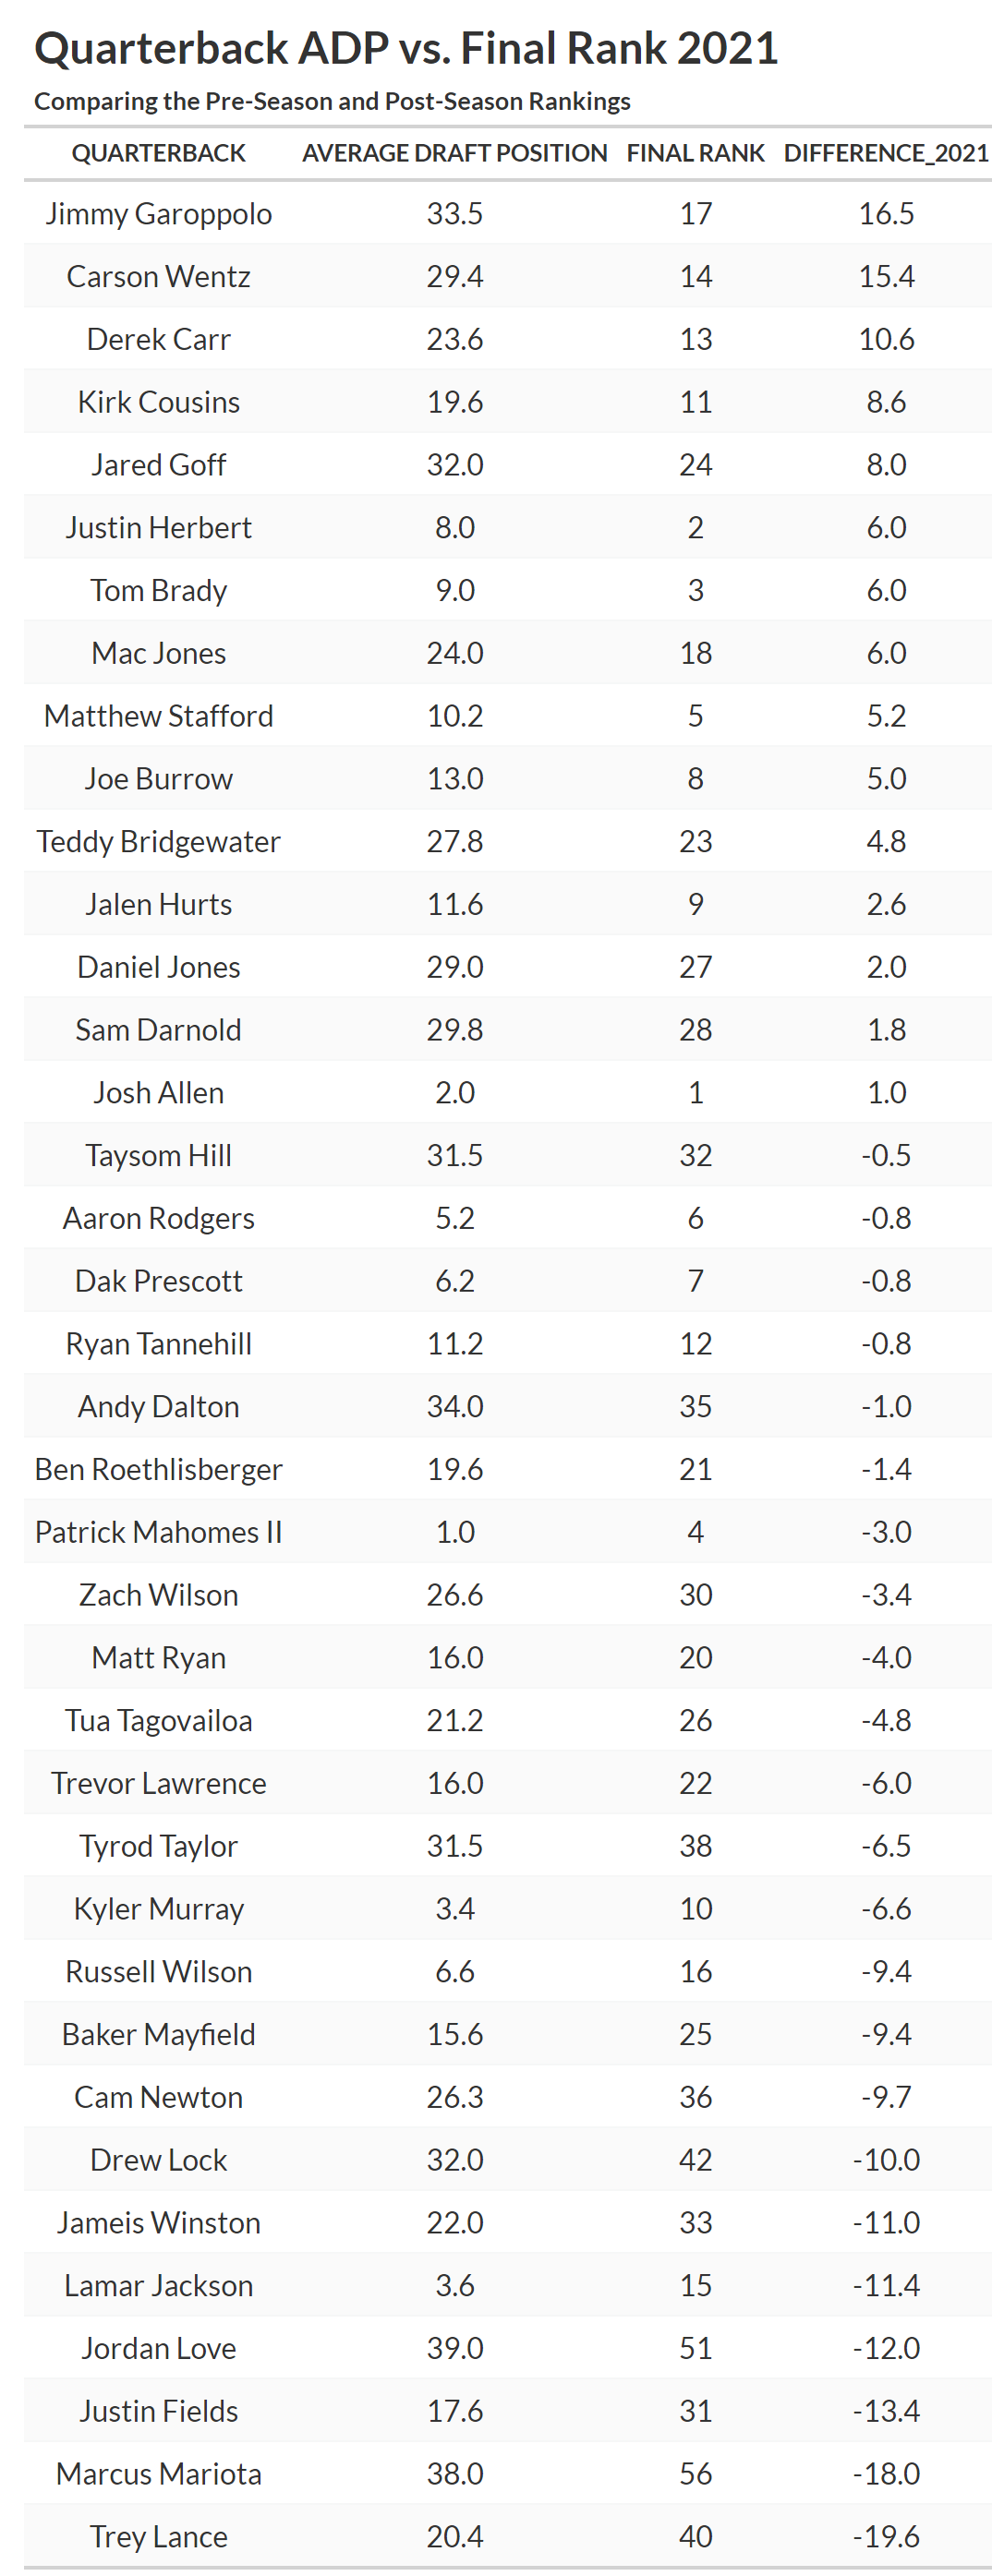 Quarterback ADP vs. Final Rank 2021
Comparing the Pre-Season and Post-Season Rankings
QUARTERBACK AVERAGE DRAFT POSITION FINAL RANK DIFFERENCE_2021
Jimmy Garoppolo 33.5 17 16.5
Carson Wentz 29.4 14 15.4
Derek Carr 23.6 13 10.6
Kirk Cousins 19.6 11 8.6
Jared Goff 32.0 24 8.0
Justin Herbert 8.0 2 6.0
Tom Brady 9.0 3 6.0
Mac Jones 24.0 18 6.0
Matthew Stafford 10.2 5 5.2
Joe Burrow 13.0 8 5.0
Teddy Bridgewater 27.8 23 4.8
Jalen Hurts 11.6 9 2.6
Daniel Jones 29.0 27 2.0
Sam Darnold 29.8 28 1.8
Josh Allen 2.0 1 1.0
Taysom Hill 31.5 32 -0.5
Aaron Rodgers 5.2 6 -0.8
Dak Prescott 6.2 7 -0.8
Ryan Tannehill 11.2 12 -0.8
Andy Dalton 34.0 35 -1.0
Ben Roethlisberger 19.6 21 -1.4
Patrick Mahomes II 1.0 4 -3.0
Zach Wilson 26.6 30 -3.4
Matt Ryan 16.0 20 -4.0
Tua Tagovailoa 21.2 26 -4.8
Trevor Lawrence 16.0 22 -6.0
Tyrod Taylor 31.5 38 -6.5
Kyler Murray 3.4 10 -6.6
Russell Wilson 6.6 16 -9.4
Baker Mayfield 15.6 25 -9.4
Cam Newton 26.3 36 -9.7
Drew Lock 32.0 42 -10.0
Jameis Winston 22.0 33 -11.0
Lamar Jackson 3.6 15 -11.4
Jordan Love 39.0 51 -12.0
Justin Fields 17.6 31 -13.4
Marcus Mariota 38.0 56 -18.0
Trey Lance 20.4 40 -19.6